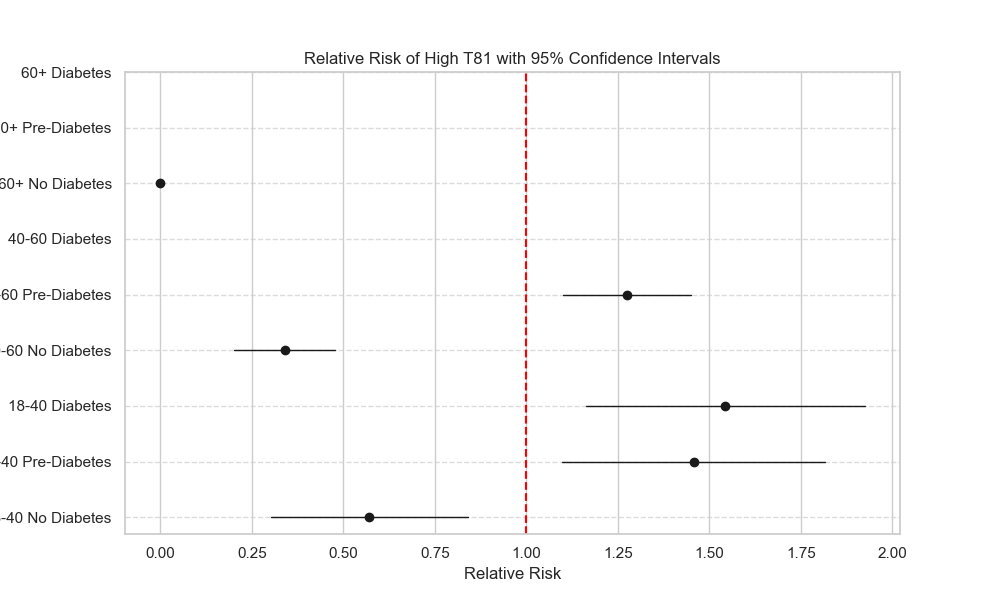 Relative Risk of High T81 with 95% Confidence Intervals
60+ Diabetes
0+ Pre-Diabetes
60+ No Diabetes
40-60 Diabetes
-60 Pre-Diabetes
-60 No Diabetes
18-40 Diabetes
-40 Pre-Diabetes
-40 No Diabetes
0.00 0.25 0.50 0.75 1.00 1.25 1.50 1.75 2.00
Relative Risk